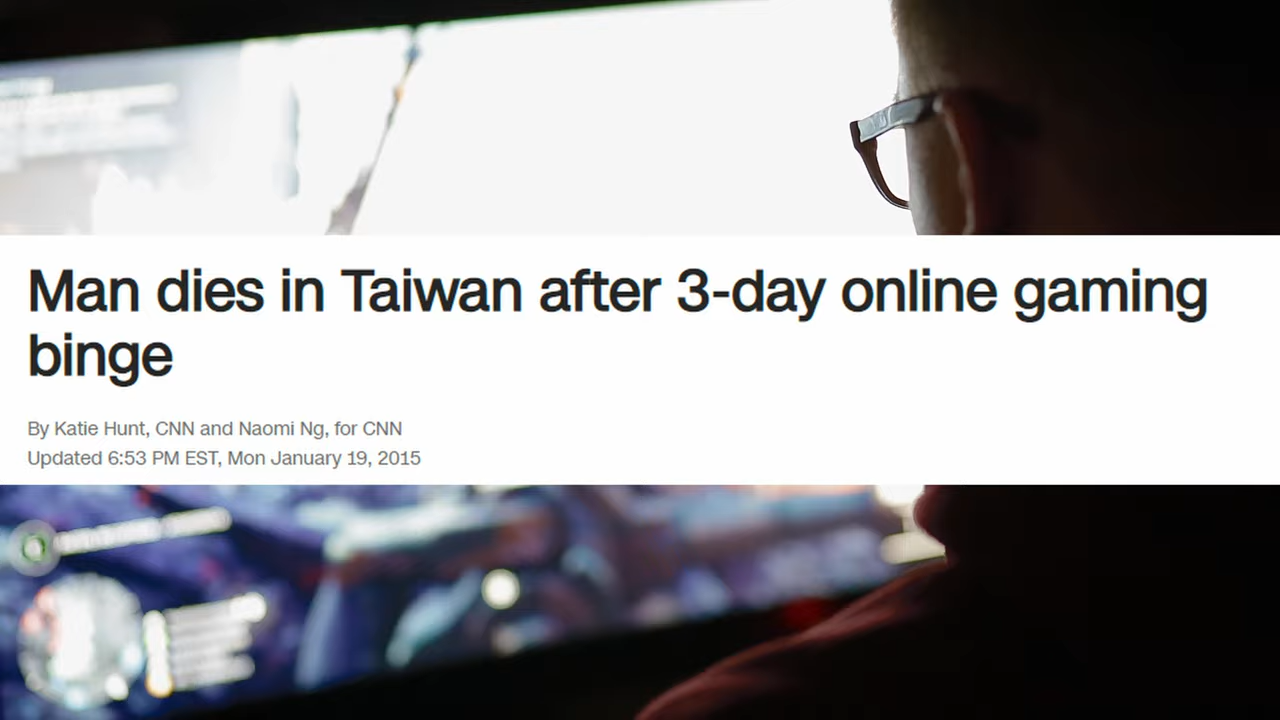 Man dies in Taiwan after 3-day online gaming
binge
By Katie Hunt, CNN and Naomi Ng, for CNN
Updated 6:53 PM EST, Mon January 19, 2015